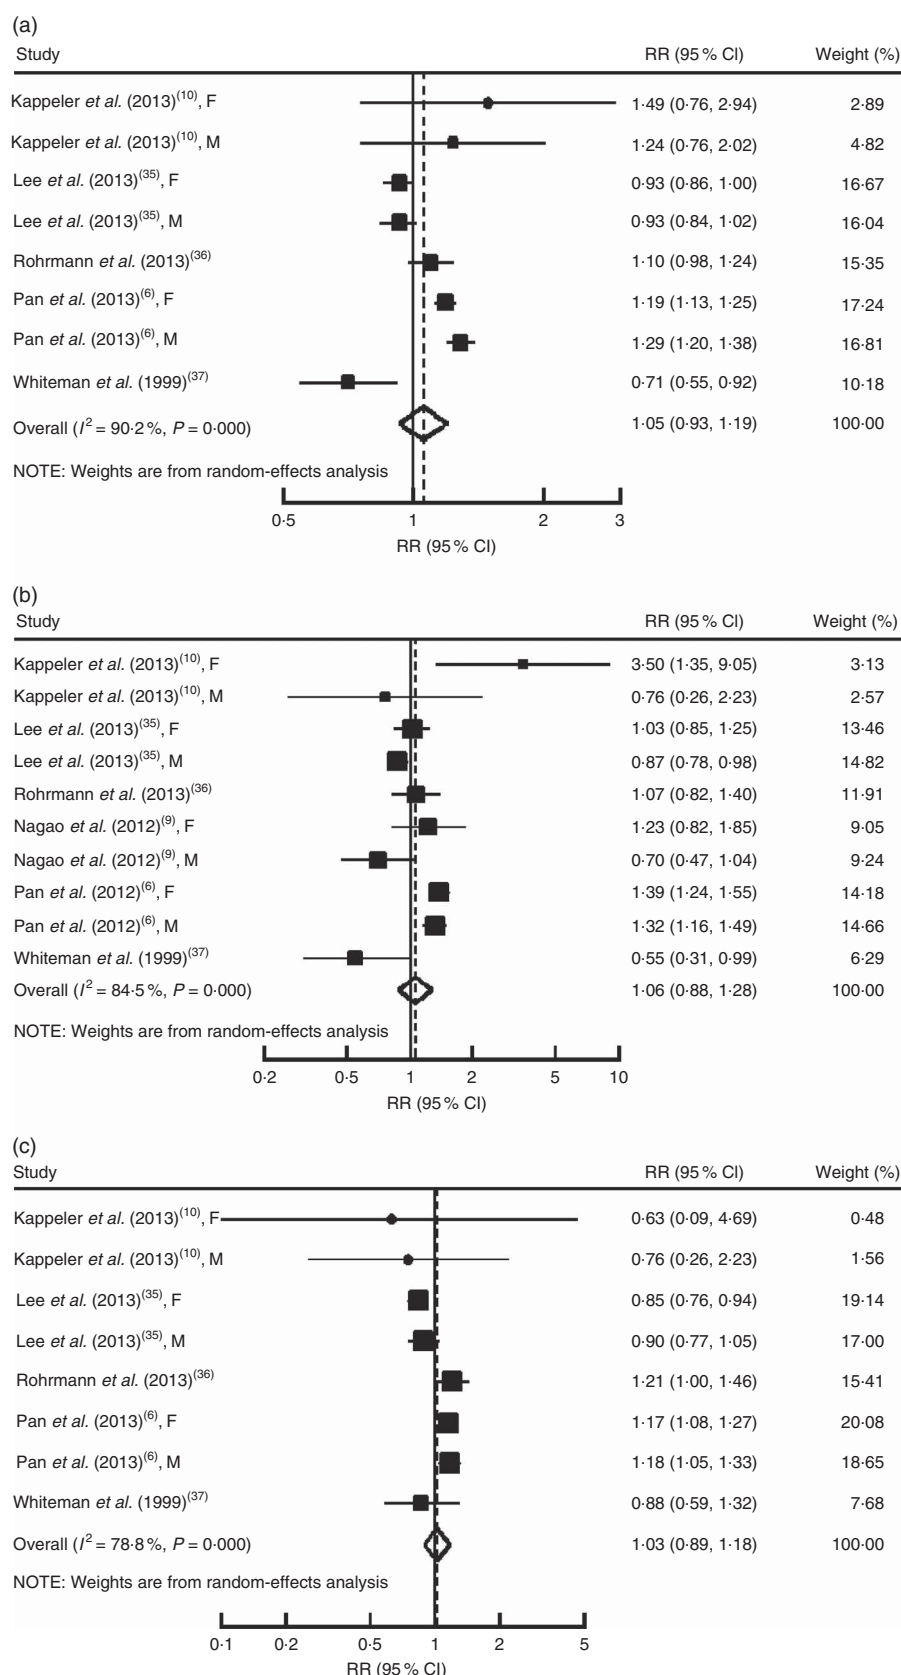 (a)
Study RR (95 % CI) Weight (%)
Kappeler et al. (2013)(10), F 1·49 (0·76, 2·94) 2·89
Kappeler et al. (2013)(10), M 1·24 (0·76, 2·02) 4·82
Lee et al. (2013)(35), F 0·93 (0·86, 1·00) 16·67
Lee et al. (2013)(35), M 0·93 (0·84, 1·02) 16·04
Rohrmann et al. (2013)(36) 1·10 (0·98, 1·24) 15·35
Pan et al. (2013)(6), F 1·19 (1·13, 1·25) 17·24
Pan et al. (2013)(6), M 1·29 (1·20, 1·38) 16·81
Whiteman et al. (1999)(37) 0·71 (0·55, 0·92) 10·18
Overall (I2 = 90·2 %, P = 0·000) 1·05 (0·93, 1·19) 100·00
NOTE: Weights are from random-effects analysis
0·5 1 2 3
RR (95 % CI)
(b)
Study RR (95 % CI) Weight (%)
Kappeler et al. (2013)(10), F 3·50 (1·35, 9·05) 3·13
Kappeler et al. (2013)(10), M 0·76 (0·26, 2·23) 2·57
Lee et al. (2013)(35), F 1·03 (0·85, 1·25) 13·46
Lee et al. (2013)(35), M 0·87 (0·78, 0·98) 14·82
Rohrmann et al. (2013)(36) 1·07 (0·82, 1·40) 11·91
Nagao et al. (2012)(9), F 1·23 (0·82, 1·85) 9·05
Nagao et al. (2012)(9), M 0·70 (0·47, 1·04) 9·24
Pan et al. (2012)(6), F 1·39 (1·24, 1·55) 14·18
Pan et al. (2012)(6), M 1·32 (1·16, 1·49) 14·66
Whiteman et al. (1999)(37) 0·55 (0·31, 0·99) 6·29
Overall (I2 = 84·5 %, P = 0·000) 1·06 (0·88, 1·28) 100·00
NOTE: Weights are from random-effects analysis
0·2 0·5 1 2 5 10
RR (95 % CI)
(c)
Study RR (95 % CI) Weight (%)
Kappeler et al. (2013)(10), F 0·63 (0·09, 4·69) 0·48
Kappeler et al. (2013)(10), M 0·76 (0·26, 2·23) 1·56
Lee et al. (2013)(35), F 0·85 (0·76, 0·94) 19·14
Lee et al. (2013)(35), M 0·90 (0·77, 1·05) 17·00
Rohrmann et al. (2013)(36) 1·21 (1·00, 1·46) 15·41
Pan et al. (2013)(6), F 1·17 (1·08, 1·27) 20·08
Pan et al. (2013)(6), M 1·18 (1·05, 1·33) 18·65
Whiteman et al. (1999)(37) 0·88 (0·59, 1·32) 7·68
Overall (I2 = 78·8 %, P = 0·000) 1·03 (0·89, 1·18) 100·00
NOTE: Weights are from random-effects analysis
0·1 0·2 0·5 1 2 5
RR (95 % CI)